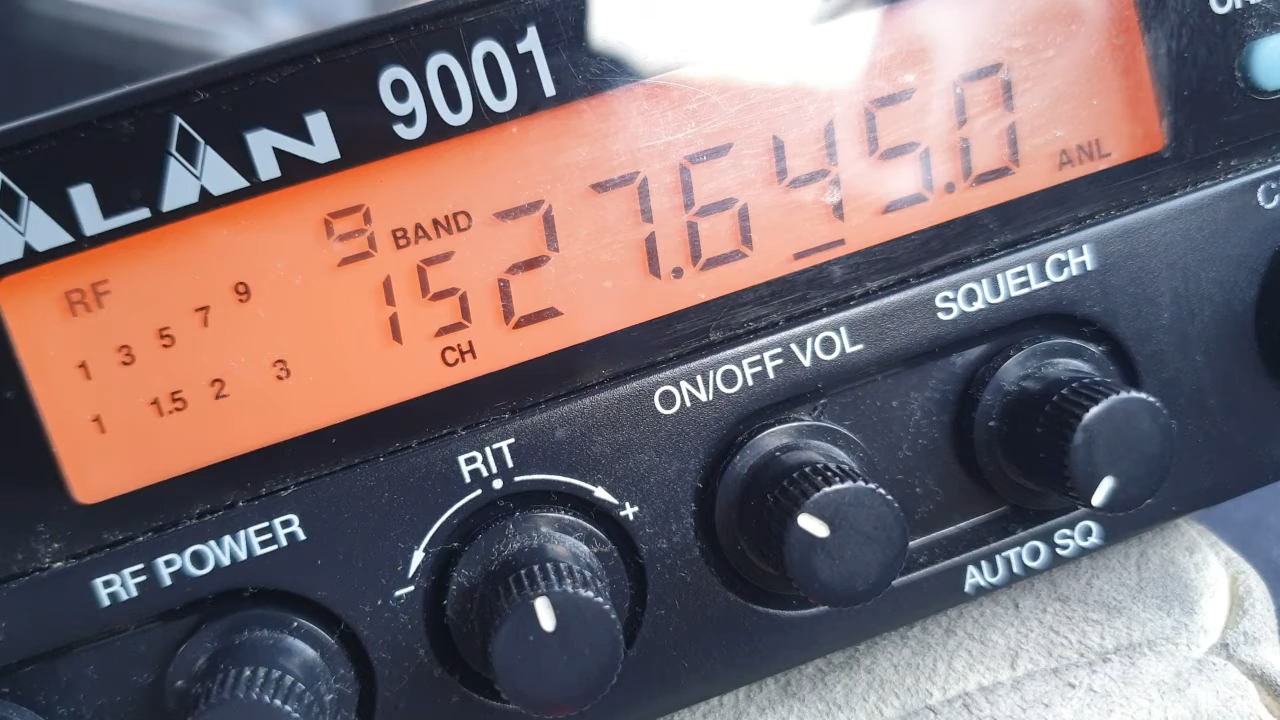 ALAN 9001
9 BAND
15 CH
27.645.0
ANL
RF
1 3 5 7 9
1 1.5 2 3
RF POWER
RIT
- +
ON/OFF VOL
SQUELCH
AUTO SQ